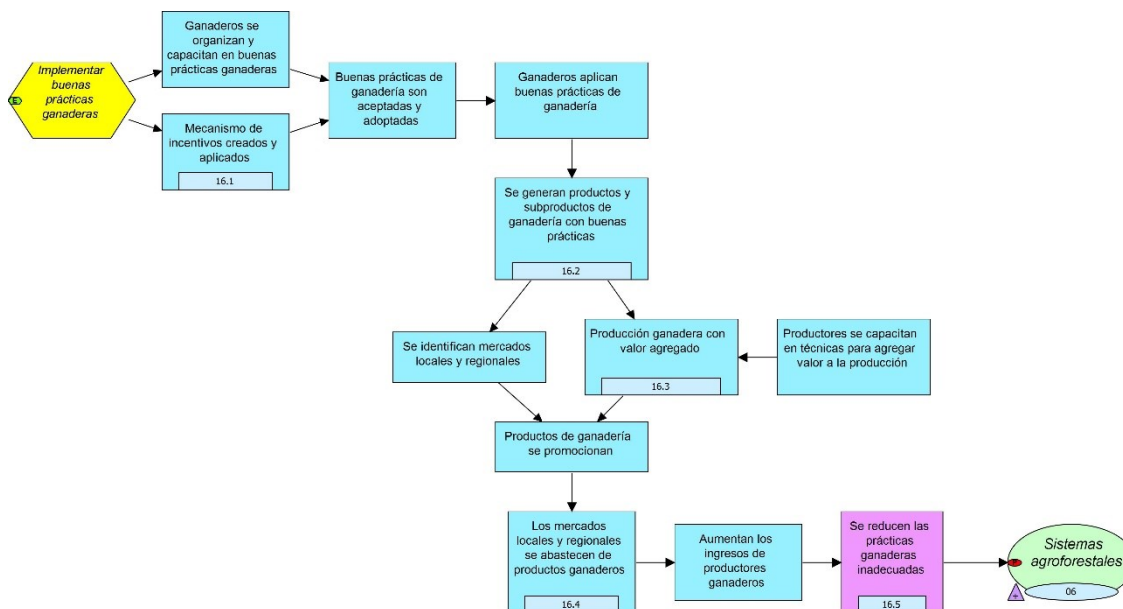 Implementar
buenas
prácticas
ganaderas
E
Ganaderos se
organizan y
capacitan en buenas
prácticas ganaderas
Mecanismo de
incentivos creados y
aplicados
16.1
Buenas prácticas de
ganadería son
aceptadas y
adoptadas
Ganaderos aplican
buenas prácticas de
ganadería
Se generan productos y
subproductos de
ganadería con buenas
prácticas
16.2
Se identifican mercados
locales y regionales
Producción ganadera con
valor agregado
16.3
Productores se capacitan
en técnicas para agregar
valor a la producción
Productos de ganadería
se promocionan
Los mercados
locales y regionales
se abastecen de
productos ganaderos
16.4
Aumentan los
ingresos de
productores
ganaderos
Se reducen las
prácticas
ganaderas
inadecuadas
16.5
Sistemas
agroforestales
06